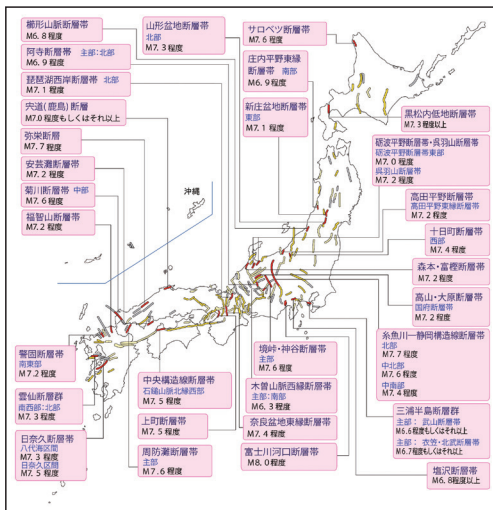 櫛形山脈断層帯
M6.8 程度
阿寺断層帯 主部:北部
M6.9 程度
琵琶湖西岸断層帯 北部
M7.1 程度
宍道(鹿島)断層
M7.0 程度もしくはそれ以上
弥栄断層
M7.7 程度
安芸灘断層帯
M7.2 程度
菊川断層帯 中部
M7.6 程度
福智山断層帯
M7.2 程度
山形盆地断層帯
北部
M7.3 程度
サロベツ断層帯
M7.6 程度
庄内平野東縁
断層帯 南部
M6.9 程度
新庄盆地断層帯
東部
M7.1 程度
沖縄
黒松内低地断層帯
M7.3 程度以上
砺波平野断層帯・呉羽山断層帯
砺波平野断層帯東部
M7.0 程度
呉羽山断層帯
M7.2 程度
高田平野断層帯
高田平野東縁断層帯
M7.2 程度
十日町断層帯
西部
M7.4 程度
森本・富樫断層帯
M7.2 程度
高山・大原断層帯
国府断層帯
M7.2 程度
糸魚川ー静岡構造線断層帯
北部
M7.7 程度
中北部
M7.6 程度
中南部
M7.4 程度
三浦半島断層群
主部: 武山断層帯
M6.6程度もしくはそれ以上
主部: 衣笠・北武断層帯
M6.7程度もしくはそれ以上
塩沢断層帯
M6.8程度以上
警固断層帯
南東部
M7.2程度
雲仙断層群
南西部:北部
M7.3 程度
日奈久断層帯
八代海区間
M7.3 程度
日奈久区間
M7.5 程度
中央構造線断層帯
石鎚山脈北縁西部
M7.5 程度
上町断層帯
M7.5 程度
周防灘断層帯
主部
M7.6 程度
境峠・神谷断層帯
主部
M7.6 程度
木曽山脈西縁断層帯
主部:南部
M6.3 程度
奈良盆地東縁断層帯
M7.4 程度
富士川河口断層帯
M8.0 程度